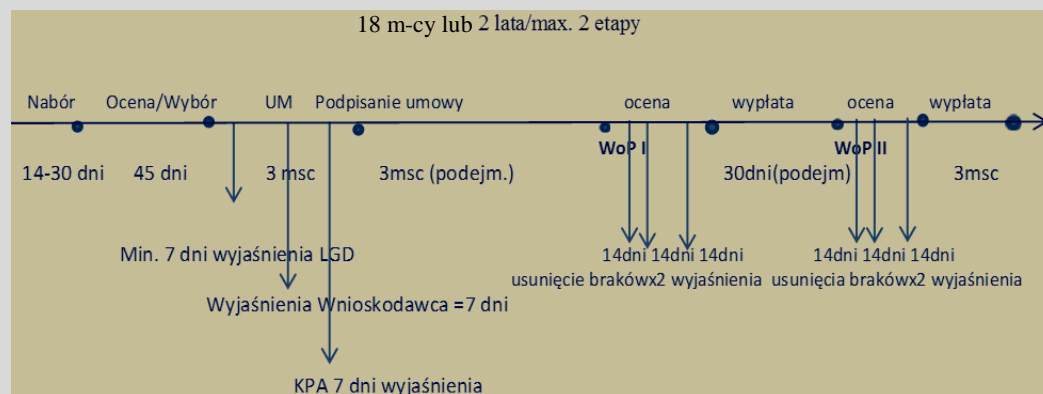 18 m-cy lub 2 lata/max. 2 etapy
Nabór Ocena/Wybór UM Podpisanie umowy ocena wypłata ocena wypłata
WoP I WoP II
14-30 dni 45 dni 3 msc 3msc (podejm.) 30dni(podejm) 3msc
Min. 7 dni wyjaśnienia LGD 14dni 14dni 14dni 14dni 14dni 14dni
usunięcie brakówx2 wyjaśnienia usunięcia brakówx2 wyjaśnienia
Wyjaśnienia Wnioskodawca =7 dni
KPA 7 dni wyjaśnienia